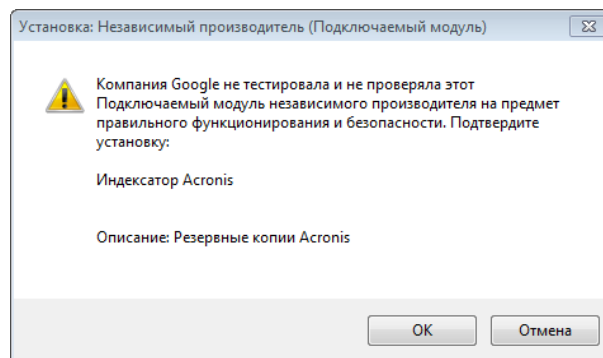 Установка: Независимый производитель (Подключаемый модуль)
Компания Google не тестировала и не проверяла этот
Подключаемый модуль независимого производителя на предмет
правильного функционирования и безопасности. Подтвердите
установку:
Индексатор Acronis
Описание: Резервные копии Acronis
OK
Отмена